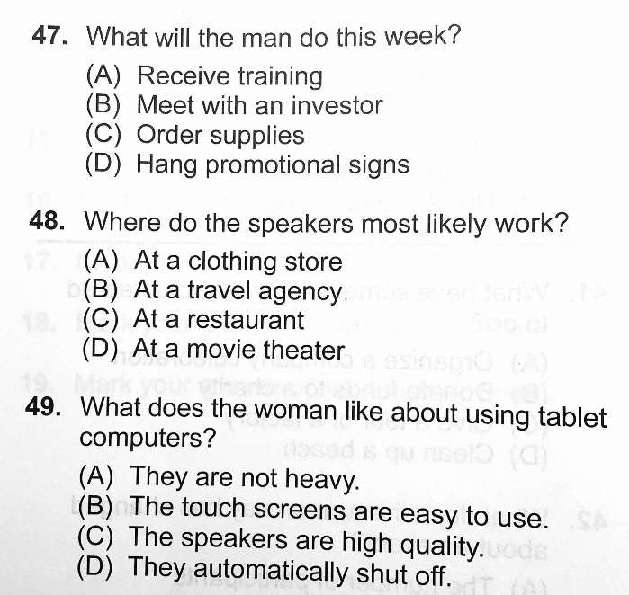 47. What will the man do this week?
(A) Receive training
(B) Meet with an investor
(C) Order supplies
(D) Hang promotional signs
48. Where do the speakers most likely work?
(A) At a clothing store
(B) At a travel agency
(C) At a restaurant
(D) At a movie theater
49. What does the woman like about using tablet
computers?
(A) They are not heavy.
(B) The touch screens are easy to use.
(C) The speakers are high quality.
(D) They automatically shut off.